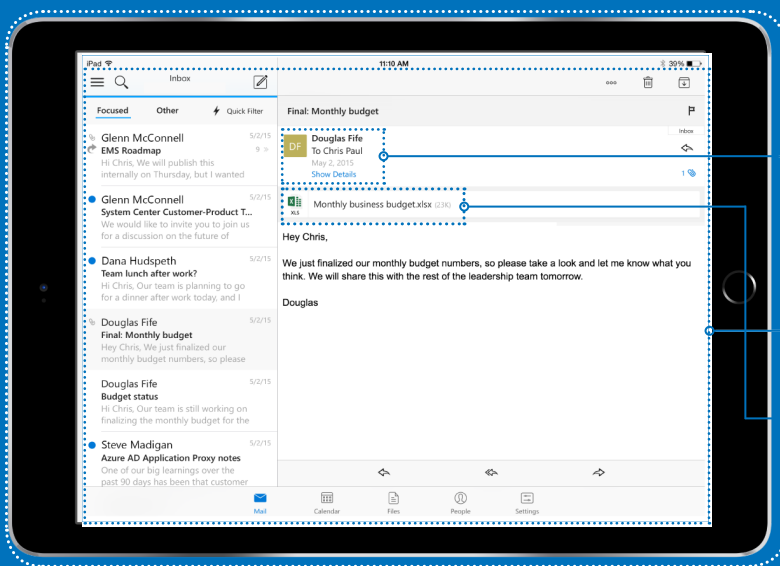 iPad 11:10 AM 39%
Inbox
Focused Other Quick Filter
Glenn McConnell 5/2/15
EMS Roadmap 9 »
Hi Chris, We will publish this
internally on Thursday, but I wanted
Glenn McConnell 5/2/15
System Center Customer-Product T...
We would like to invite you to join us
for a discussion on the future of
Dana Hudspeth 5/2/15
Team lunch after work?
Hi Chris, Our team is planning to go
for a dinner after work today, and I
Douglas Fife 5/2/15
Final: Monthly budget
Hey Chris, We just finalized our
monthly budget numbers, so please
Douglas Fife 5/2/15
Budget status
Hi Chris, Our team is still working on
finalizing the monthly budget for the
Steve Madigan 5/2/15
Azure AD Application Proxy notes
One of our big learnings over the
past 90 days has been that customer
Final: Monthly budget
Inbox
DF
Douglas Fife
To Chris Paul
May 2, 2015
Show Details
1
XLS
Monthly business budget.xlsx (23K)
Hey Chris,
We just finalized our monthly budget numbers, so please take a look and let me know what you
think. We will share this with the rest of the leadership team tomorrow.
Douglas
Mail Calendar Files People Settings